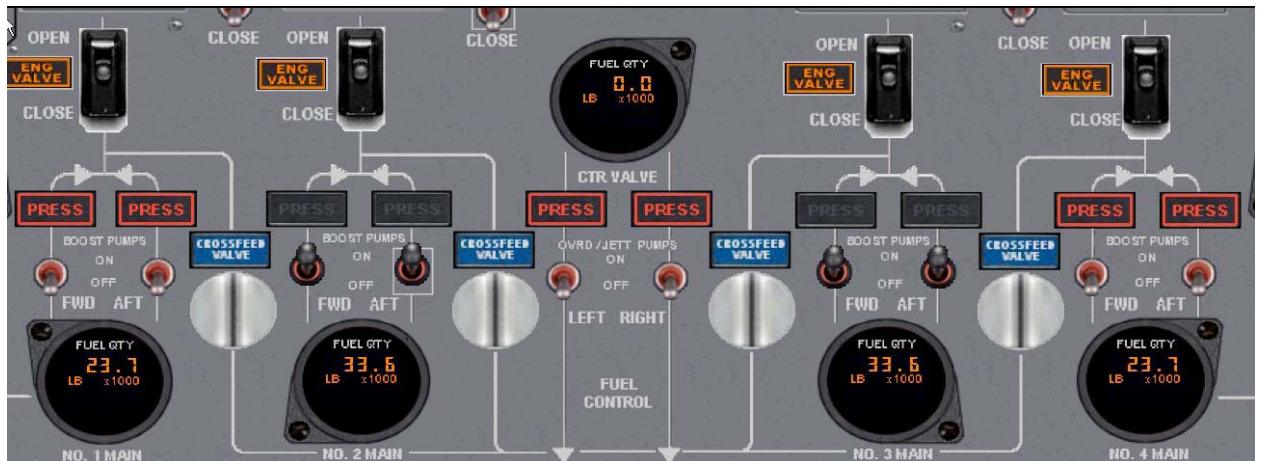 OPEN
CLOSE
OPEN
CLOSE
OPEN
CLOSE
OPEN
ENG
VALVE
ENG
VALVE
ENG
VALVE
ENG
VALVE
FUEL QTY
0.0
LB x1000
CLOSE
CLOSE
CLOSE
CLOSE
CTR VALVE
PRESS
PRESS
PRESS
PRESS
PRESS
PRESS
PRESS
PRESS
PRESS
PRESS
BOOST PUMPS
ON
OFF
FWD AFT
CROSSFEED
VALVE
BOOST PUMPS
ON
OFF
FWD AFT
CROSSFEED
VALVE
OVRD/JETT PUMPS
ON
OFF
LEFT RIGHT
CROSSFEED
VALVE
BOOST PUMPS
ON
OFF
FWD AFT
CROSSFEED
VALVE
BOOST PUMPS
ON
OFF
FWD AFT
FUEL QTY
23.7
LB x1000
FUEL QTY
33.6
LB x1000
FUEL
CONTROL
FUEL QTY
33.6
LB x1000
FUEL QTY
23.7
LB x1000
NO. 1 MAIN
NO. 2 MAIN
NO. 3 MAIN
NO. 4 MAIN